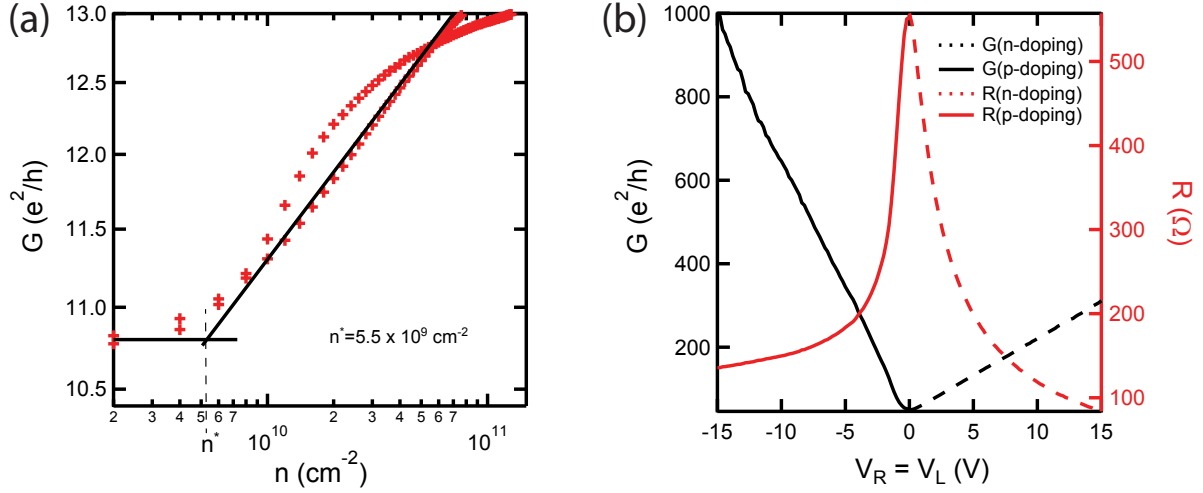 (a)
13.0
12.5
12.0
11.5
11.0
10.5
G (e²/h)
n*=5.5 x 10⁹ cm⁻²
2 3 4 5 6 7 2 3 4 5 6 7
n* 10¹⁰ 10¹¹
n (cm⁻²)
(b)
1000
800
600
400
200
G (e²/h)
G(n-doping)
G(p-doping)
R(n-doping)
R(p-doping)
500
400
300
200
100
R (Ω)
-15 -10 -5 0 5 10 15
V_R = V_L (V)